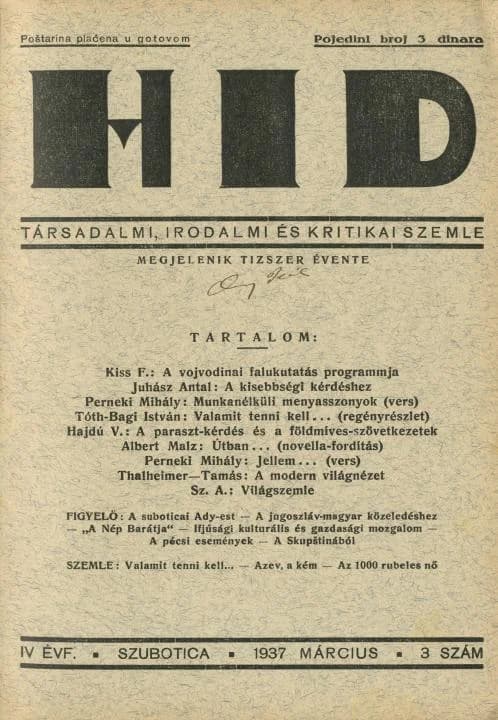 Poštarina plaćena u gotovom
Pojedini broj 3 dinara
HID
TÁRSADALMI, IRODALMI ÉS KRITIKAI SZEMLE
MEGJELENIK TIZSZER ÉVENTE
TARTALOM:
Kiss F.: A vojvodinai falukutatás programmja
Juhász Antal: A kisebbségi kérdéshez
Perneki Mihály: Munkanélküli menyasszonyok (vers)
Tóth-Bagi István: Valamit tenni kell... (regényrészlet)
Hajdú V.: A paraszt-kérdés és a földmives-szövetkezetek
Albert Malz: Útban... (novella-forditás)
Perneki Mihály: Jellem... (vers)
Thalheimer—Tamás: A modern világnézet
Sz. A.: Világszemle
FIGYELŐ: A suboticai Ady-est — A jugoszláv-magyar közeledéshez
— „A Nép Barátja" — Ifjúsági kulturális és gazdasági mozgalom —
A pécsi események — A Skupštinából
SZEMLE: Valamit tenni kell... — Azev, a kém — Az 1000 rubeles nő
IV ÉVF. ▪ SZUBOTICA ▪ 1937 MÁRCIUS ▪ 3 SZÁM